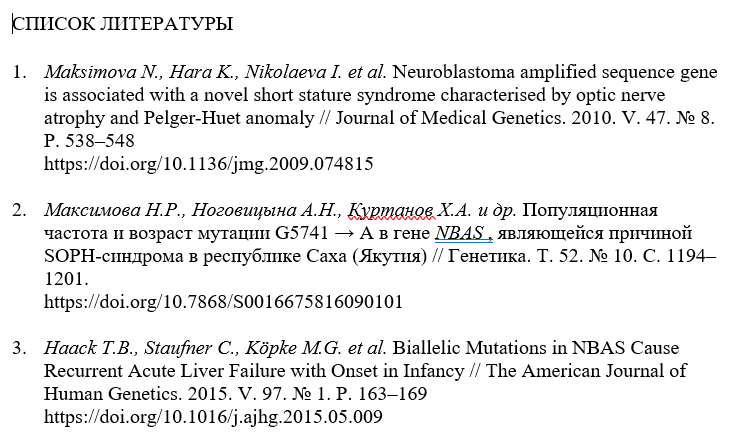 СПИСОК ЛИТЕРАТУРЫ
1. Maksimova N., Hara K., Nikolaeva I. et al. Neuroblastoma amplified sequence gene
is associated with a novel short stature syndrome characterised by optic nerve
atrophy and Pelger-Huet anomaly // Journal of Medical Genetics. 2010. V. 47. № 8.
P. 538–548
https://doi.org/10.1136/jmg.2009.074815
2. Максимова Н.Р., Ноговицына А.Н., Куртанов Х.А. и др. Популяционная
частота и возраст мутации G5741 → А в гене NBAS , являющейся причиной
SOPH-синдрома в республике Саха (Якутия) // Генетика. Т. 52. № 10. С. 1194–
1201.
https://doi.org/10.7868/S0016675816090101
3. Haack T.B., Staufner C., Köpke M.G. et al. Biallelic Mutations in NBAS Cause
Recurrent Acute Liver Failure with Onset in Infancy // The American Journal of
Human Genetics. 2015. V. 97. № 1. P. 163–169
https://doi.org/10.1016/j.ajhg.2015.05.009